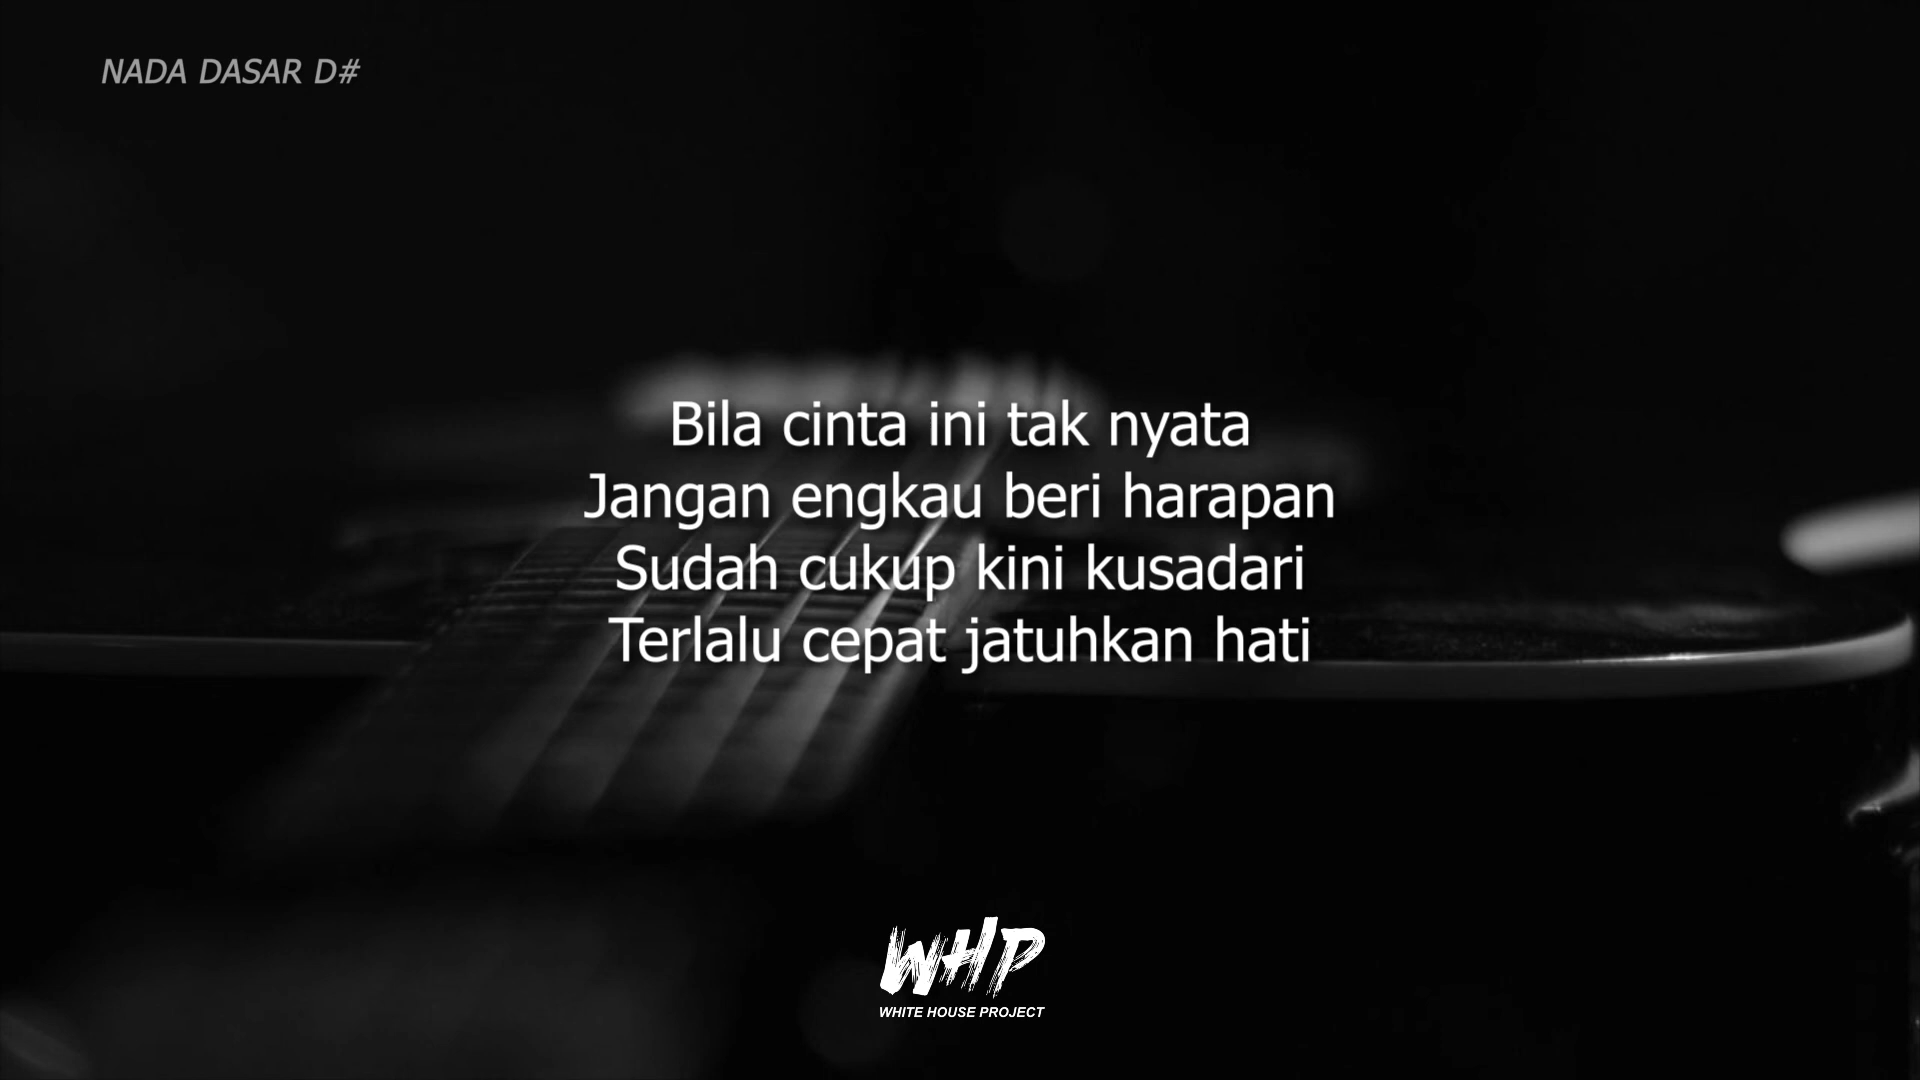 NADA DASAR D#
Bila cinta ini tak nyata
Jangan engkau beri harapan
Sudah cukup kini kusadari
Terlalu cepat jatuhkan hati
WHP
WHITE HOUSE PROJECT